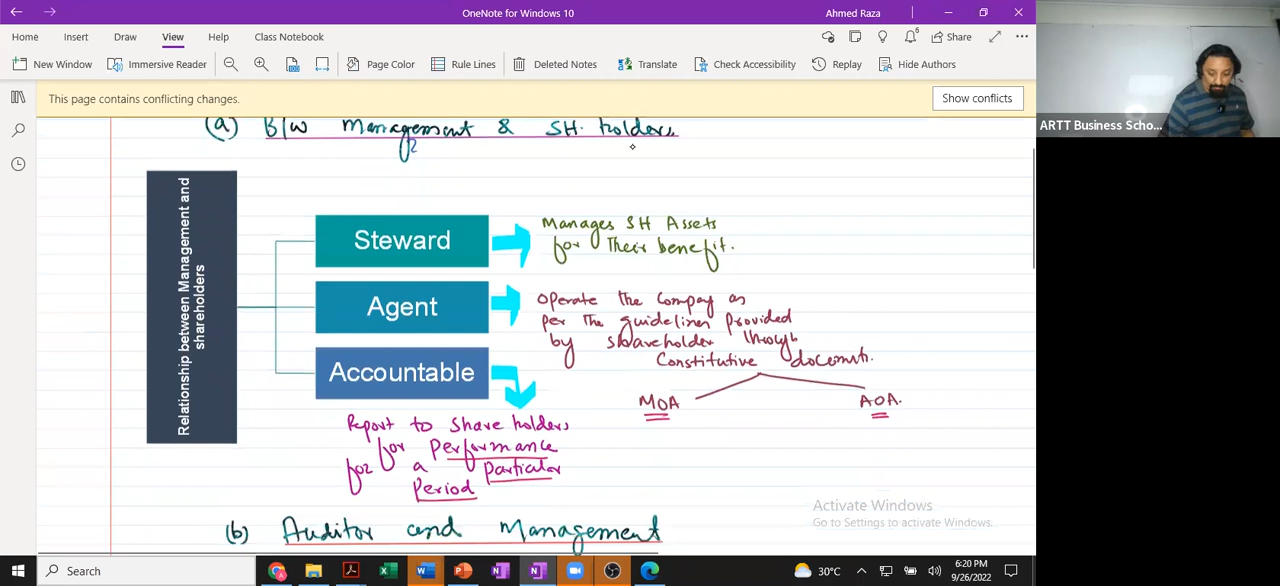 OneNote for Windows 10
Ahmed Raza
Home Insert Draw View Help Class Notebook
6
Share
New Window Immersive Reader Page Color Rule Lines Deleted Notes Translate Check Accessibility Replay Hide Authors
This page contains conflicting changes.
Show conflicts
ARTT Business Scho...
(a) B/w Management & SH. holders
Relationship between Management and
shareholders
Steward
Manages SH Assets
for Their benefit.
Agent
Operate the Compay as
per The guidelines provided
by shareholder through
Constitutive documents.
MOA
AOA.
Accountable
Report to Share holders
for Performance
for a particular
Period
(b) Auditor and Management
Activate Windows
Go to Settings to activate Windows.
Search
30°C
6:20 PM
9/26/2022